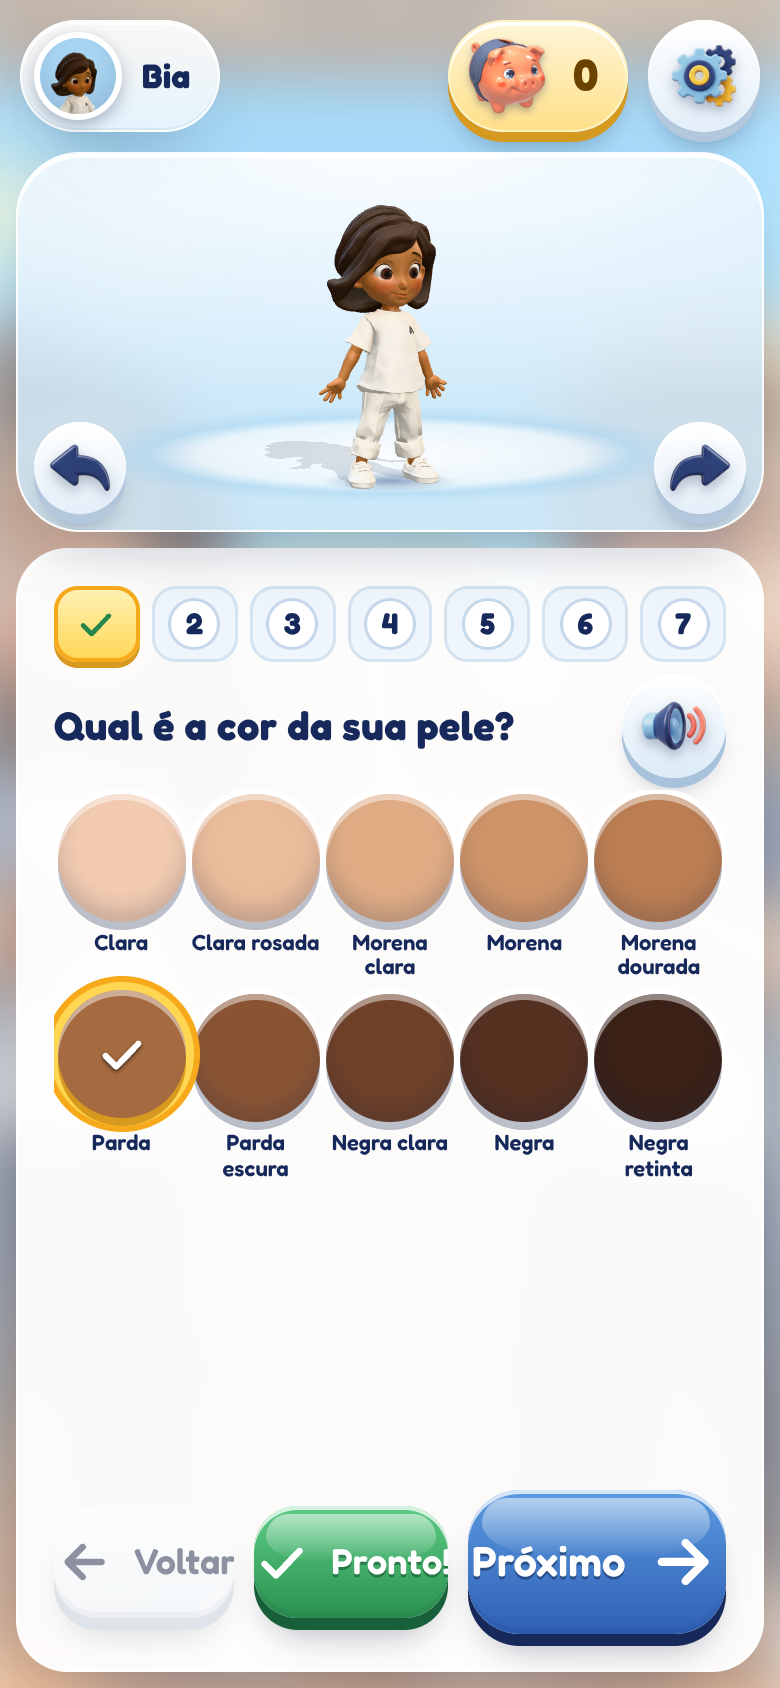 Bia
0
2 3 4 5 6 7
Qual é a cor da sua pele?
Clara
Clara rosada
Morena
clara
Morena
Morena
dourada
Parda
Parda
escura
Negra clara
Negra
Negra
retinta
Voltar
Pronto!
Próximo